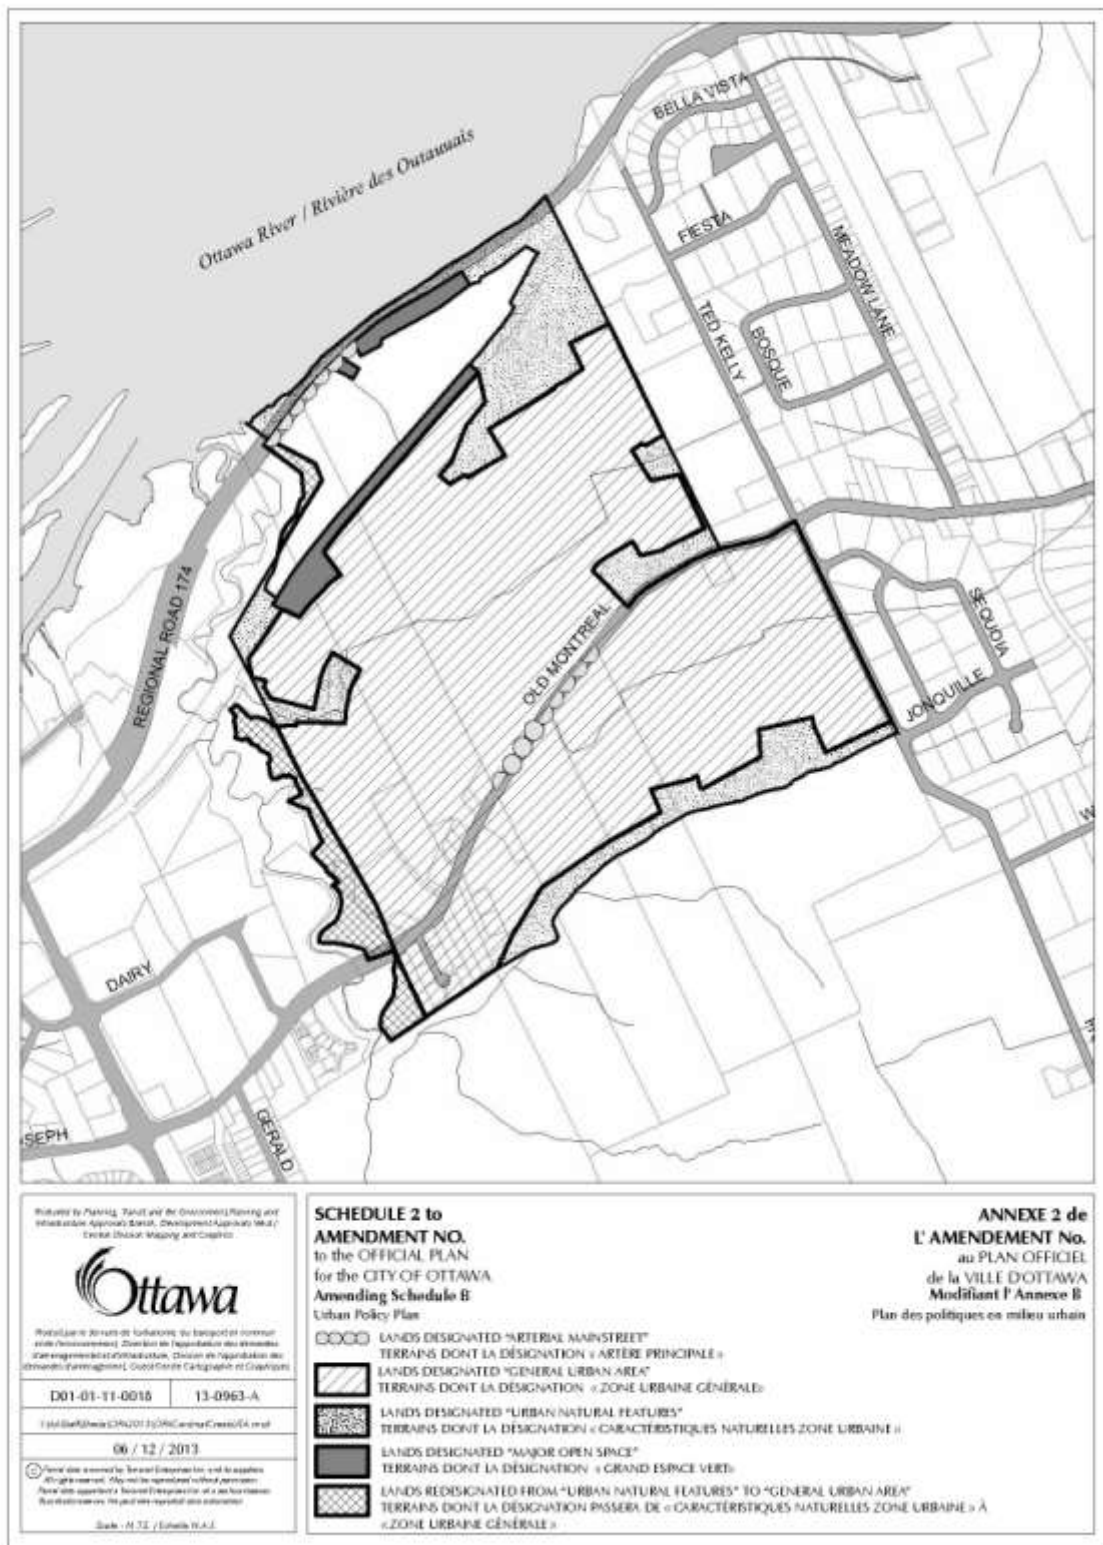 BELLA VISTA
Ottawa River / Rivière des Outaouais
FIESTA
MEADOW LANE
TED KELLY
BOSQUE
REGIONAL ROAD 174
SEQUOIA
OLD MONTREAL
JONQUILLE
W
DAIRY
OSEPH
GERALD
Ottawa
D01-01-11-0018
13-0963-A
06 / 12 / 2013
Scale - N.T.S. / Echelle N.A.E.
SCHEDULE 2 to
AMENDMENT NO.
to the OFFICIAL PLAN
for the CITY OF OTTAWA
Amending Schedule B
Urban Policy Plan
ANNEXE 2 de
L' AMENDEMENT No.
au PLAN OFFICIEL
de la VILLE D'OTTAWA
Modifiant l' Annexe B
Plan des politiques en milieu urbain
LANDS DESIGNATED "ARTERIAL MAINSTREET"
TERRAINS DONT LA DÉSIGNATION « ARTÈRE PRINCIPALE »
LANDS DESIGNATED "GENERAL URBAN AREA"
TERRAINS DONT LA DÉSIGNATION « ZONE URBAINE GÉNÉRALE»
LANDS DESIGNATED "URBAN NATURAL FEATURES"
TERRAINS DONT LA DÉSIGNATION « CARACTÉRISTIQUES NATURELLES ZONE URBAINE »
LANDS DESIGNATED "MAJOR OPEN SPACE"
TERRAINS DONT LA DÉSIGNATION « GRAND ESPACE VERT»
LANDS REDESIGNATED FROM "URBAN NATURAL FEATURES" TO "GENERAL URBAN AREA"
TERRAINS DONT LA DÉSIGNATION PASSERA DE « CARACTÉRISTIQUES NATURELLES ZONE URBAINE » À
«ZONE URBAINE GÉNÉRALE »